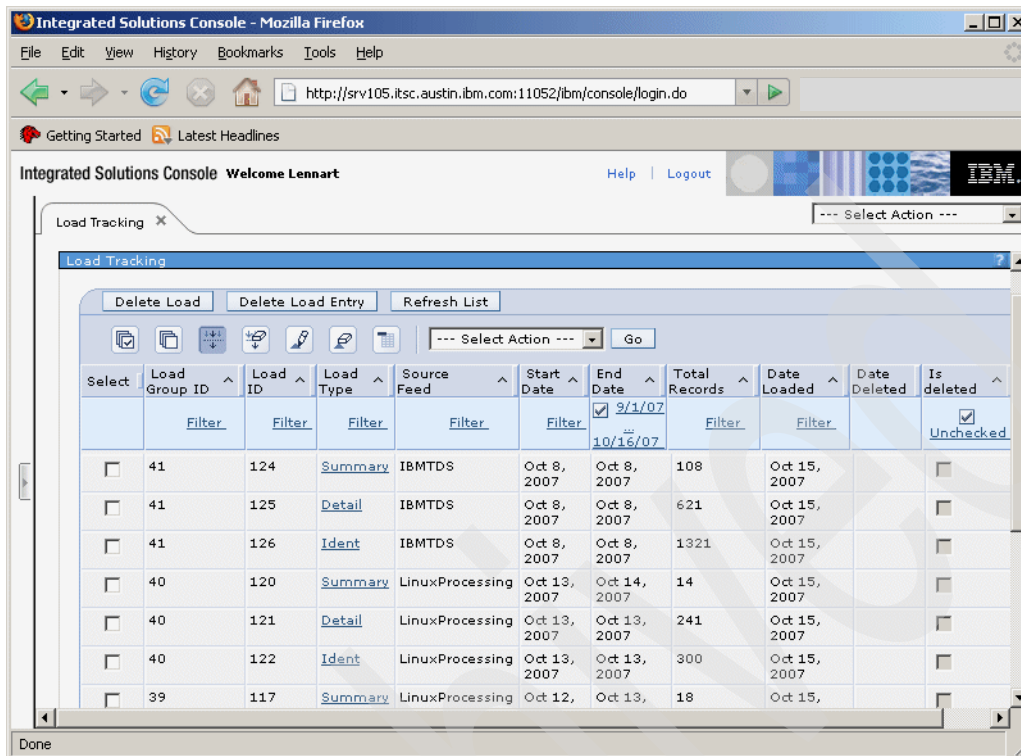 Integrated Solutions Console - Mozilla Firefox
File Edit View History Bookmarks Tools Help
http://srv105.itsc.austin.ibm.com:11052/ibm/console/login.do
Getting Started Latest Headlines
Integrated Solutions Console Welcome Lennart Help | Logout IBM.
Load Tracking --- Select Action ---
Load Tracking ?
Delete Load Delete Load Entry Refresh List
--- Select Action --- Go
Select Load Group ID Load ID Load Type Source Feed Start Date End Date Total Records Date Loaded Date Deleted Is deleted
Filter Filter Filter Filter Filter 9/1/07 ... 10/16/07 Filter Filter Unchecked
41 124 Summary IBMTDS Oct 8, 2007 Oct 8, 2007 108 Oct 15, 2007
41 125 Detail IBMTDS Oct 8, 2007 Oct 8, 2007 621 Oct 15, 2007
41 126 Ident IBMTDS Oct 8, 2007 Oct 8, 2007 1321 Oct 15, 2007
40 120 Summary LinuxProcessing Oct 13, 2007 Oct 14, 2007 14 Oct 15, 2007
40 121 Detail LinuxProcessing Oct 13, 2007 Oct 13, 2007 241 Oct 15, 2007
40 122 Ident LinuxProcessing Oct 13, 2007 Oct 13, 2007 300 Oct 15, 2007
39 117 Summary LinuxProcessing Oct 12, Oct 13, 18 Oct 15,
Done